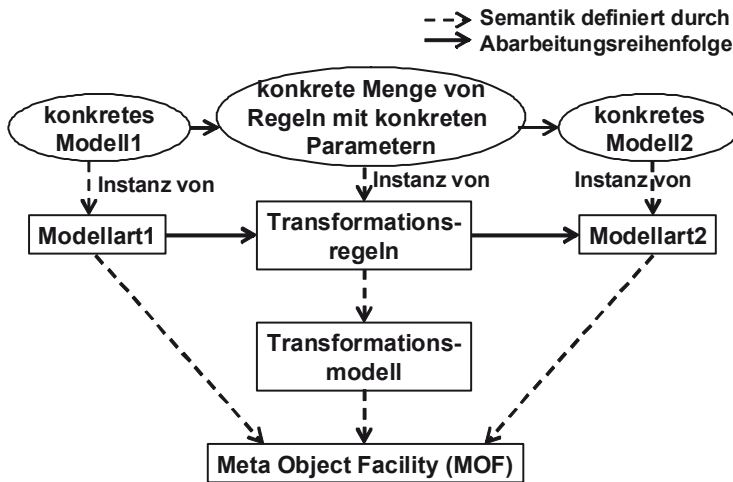 Semantik definiert durch
Abarbeitungsreihenfolge
konkretes
Modell1
konkrete Menge von
Regeln mit konkreten
Parametern
konkretes
Modell2
Instanz von
Instanz von
Instanz von
Modellart1
Transformations-
regeln
Modellart2
Transformations-
modell
Meta Object Facility (MOF)